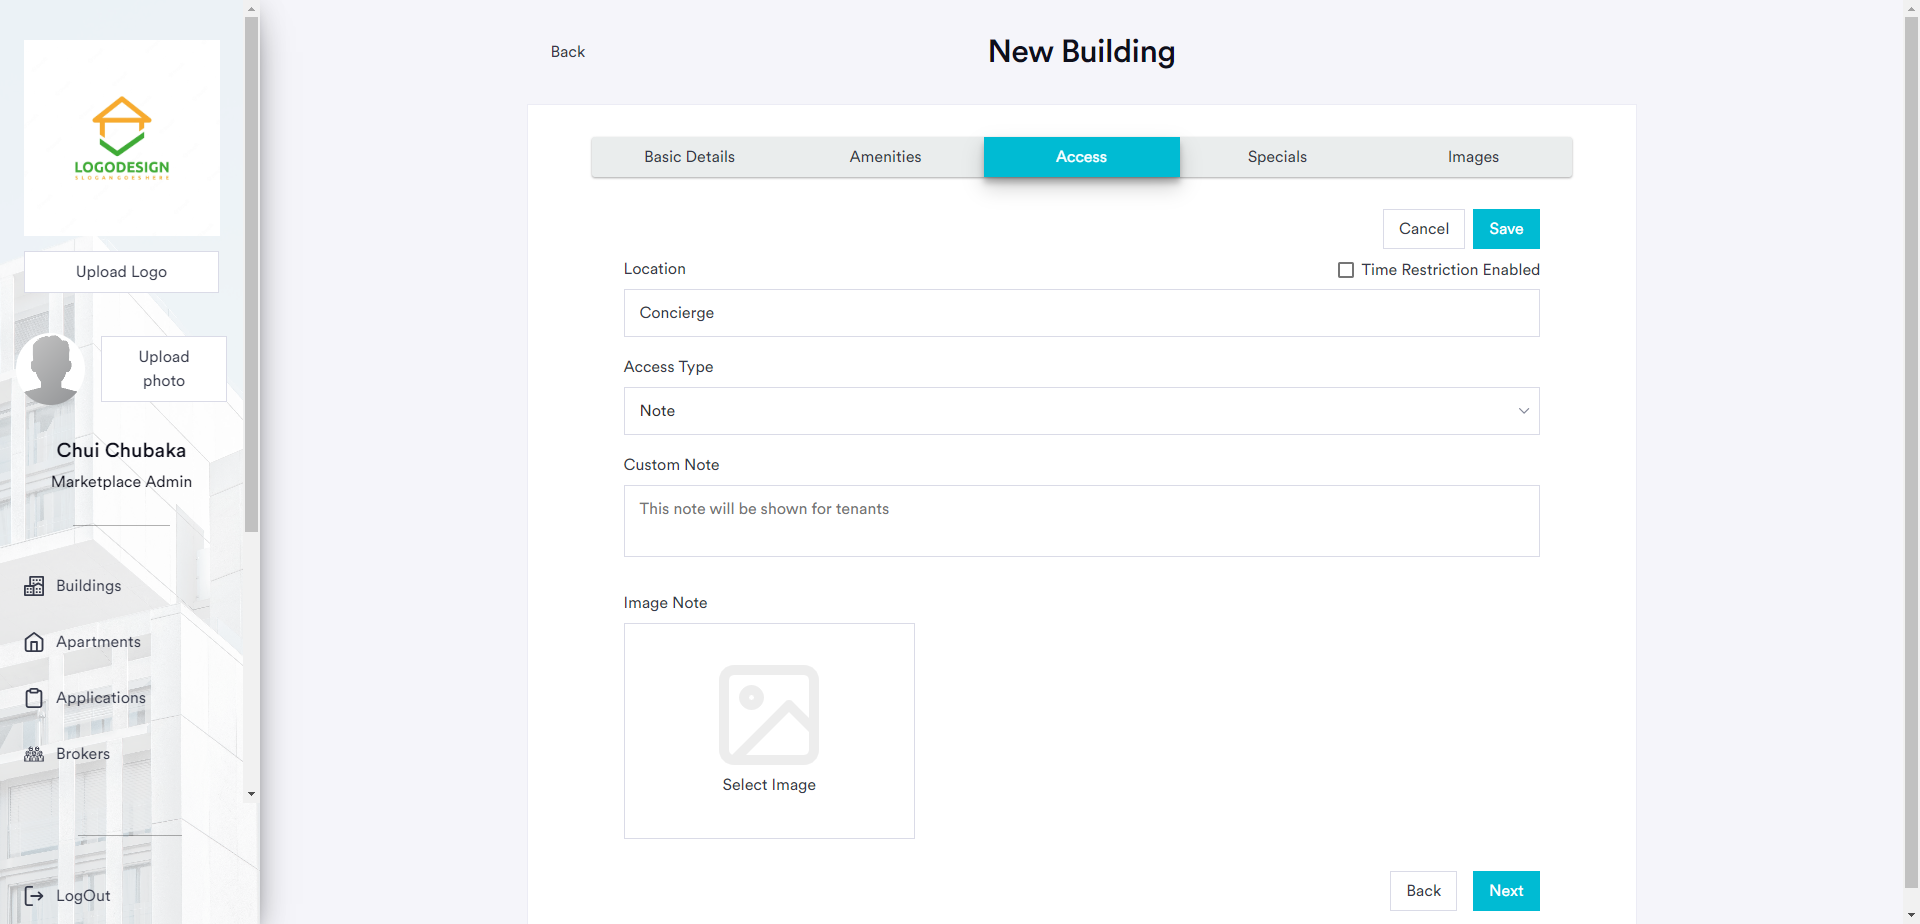 LOGODESIGN
SLOGANGOESHERE
Upload Logo
Upload
photo
Chui Chubaka
Marketplace Admin
Buildings
Apartments
Applications
Brokers
LogOut
Back
New Building
Basic Details
Amenities
Access
Specials
Images
Cancel
Save
Location
Time Restriction Enabled
Concierge
Access Type
Note
Custom Note
This note will be shown for tenants
Image Note
Select Image
Back
Next